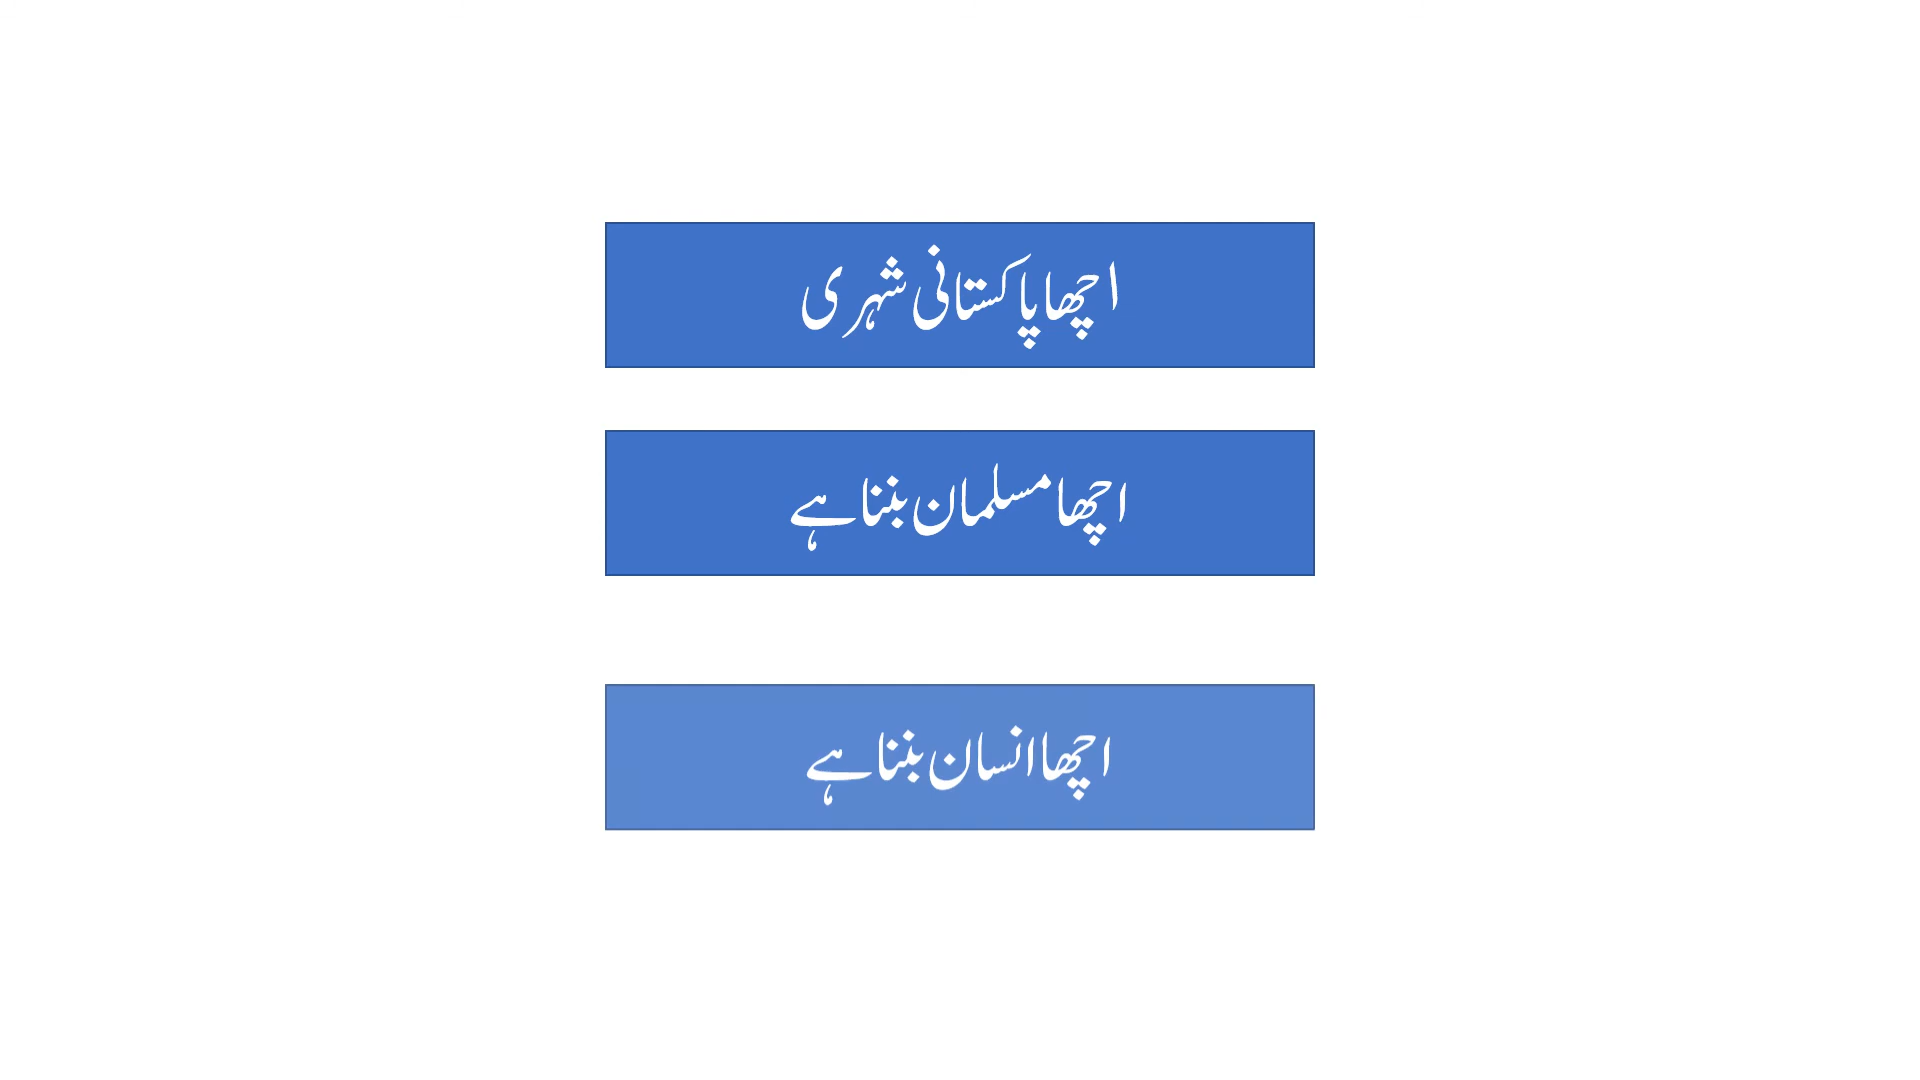 اچھا پاکستانی شہری
اچھا مسلمان بننا ہے
اچھا انسان بننا ہے